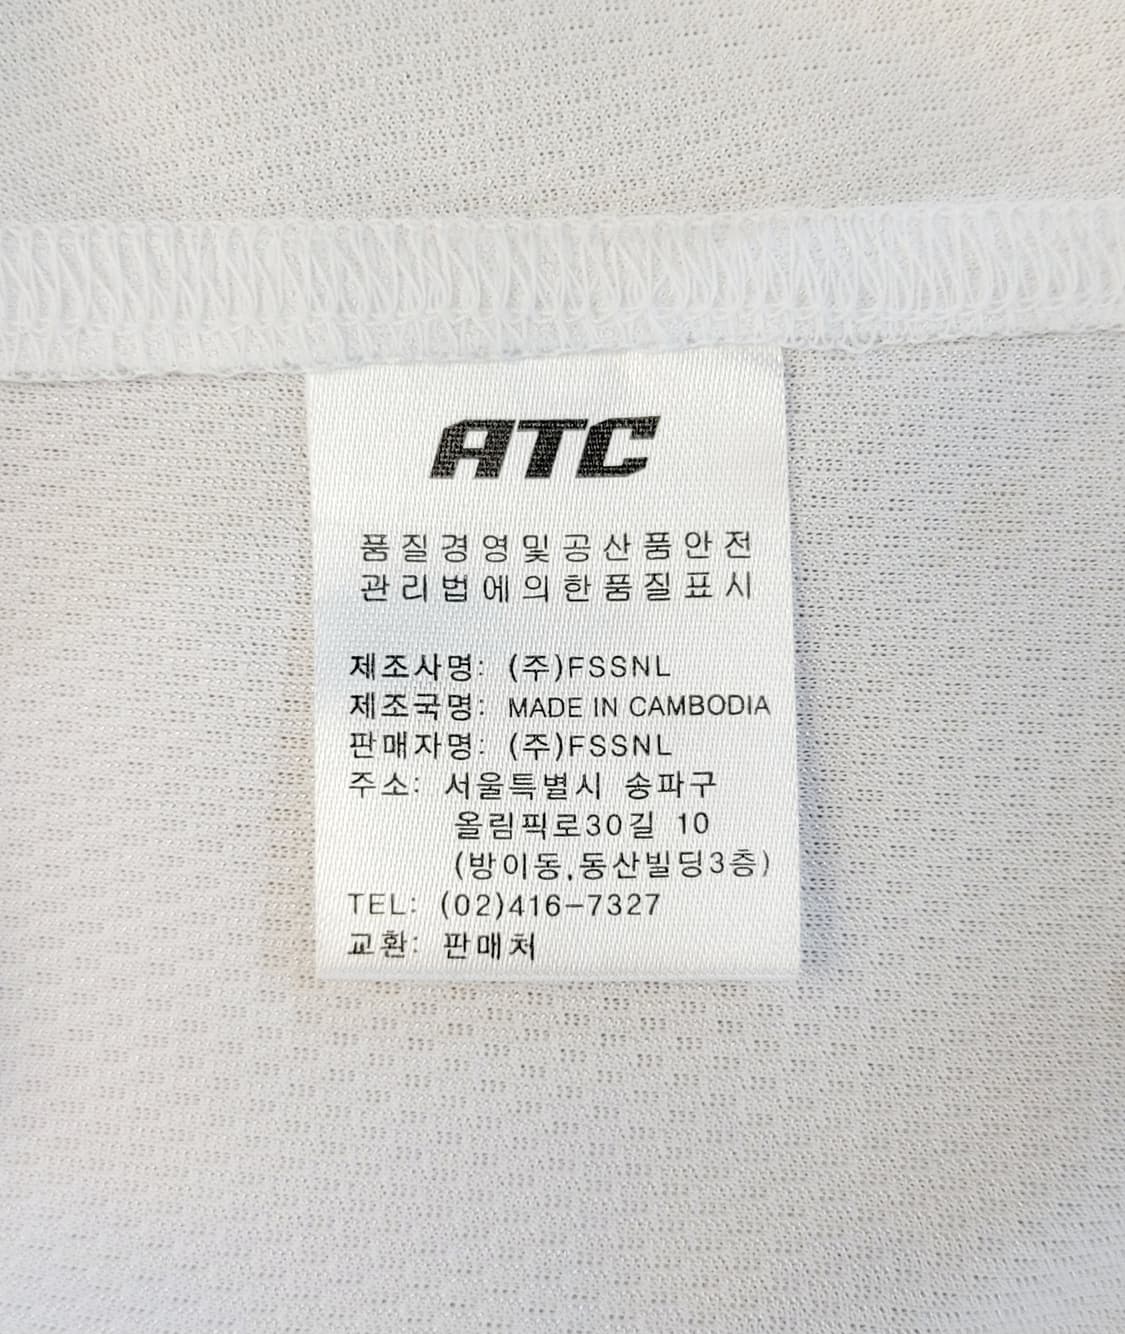 ATC
품질경영및공산품안전
관리법에의한품질표시
제조사명: (주)FSSNL
제조국명: MADE IN CAMBODIA
판매자명: (주)FSSNL
주소: 서울특별시 송파구
올림픽로30길 10
(방이동,동산빌딩3층)
TEL: (02)416-7327
교환: 판매처